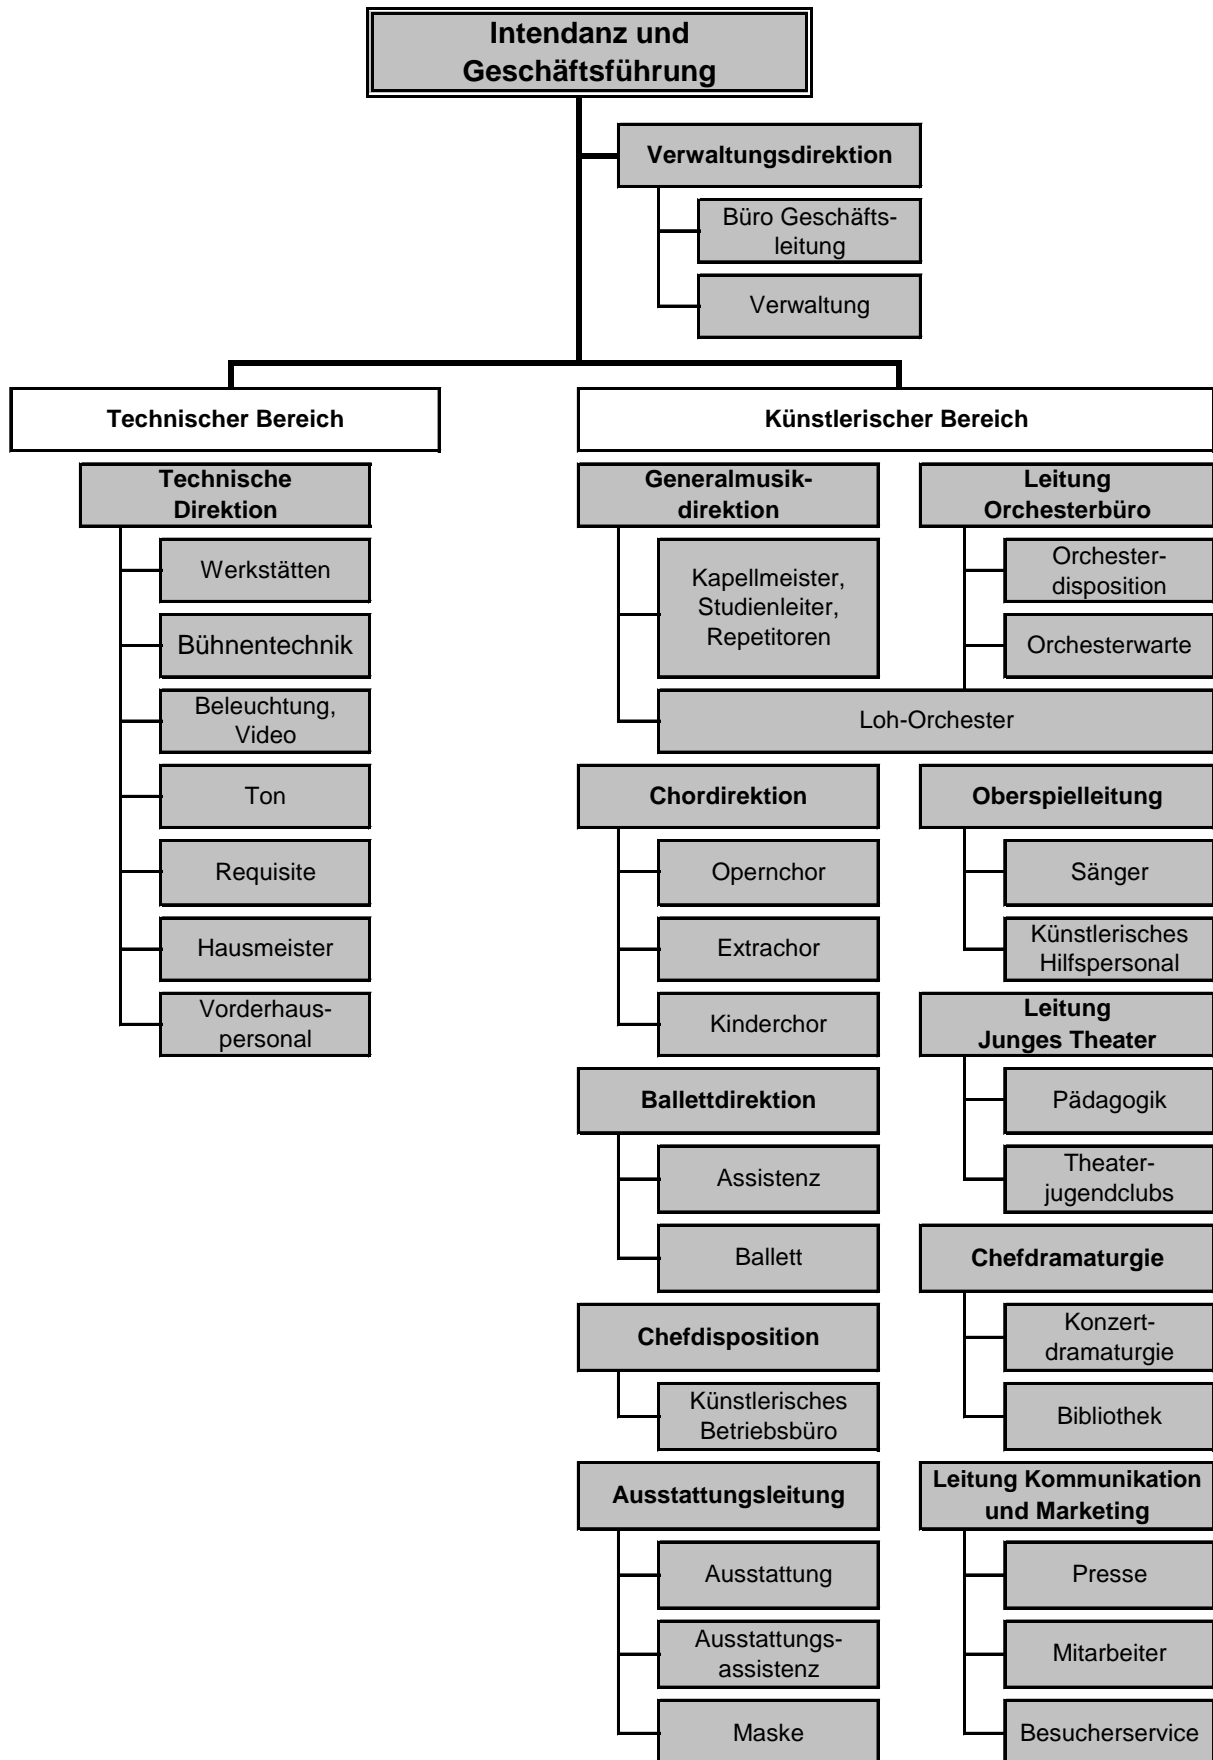 Intendanz und
Geschäftsführung
Verwaltungsdirektion
Büro Geschäfts-
leitung
Verwaltung
Technischer Bereich
Technische
Direktion
Werkstätten
Bühnentechnik
Beleuchtung,
Video
Ton
Requisite
Hausmeister
Vorderhaus-
personal
Künstlerischer Bereich
Generalmusik-
direktion
Kapellmeister,
Studienleiter,
Repetitoren
Leitung
Orchesterbüro
Orchester-
disposition
Orchesterwarte
Loh-Orchester
Chordirektion
Opernchor
Extrachor
Kinderchor
Oberspielleitung
Sänger
Künstlerisches
Hilfspersonal
Leitung
Junges Theater
Pädagogik
Theater-
jugendclubs
Ballettdirektion
Assistenz
Ballett
Chefdramaturgie
Konzert-
dramaturgie
Bibliothek
Chefdisposition
Künstlerisches
Betriebsbüro
Ausstattungsleitung
Ausstattung
Ausstattungs-
assistenz
Maske
Leitung Kommunikation
und Marketing
Presse
Mitarbeiter
Besucherservice